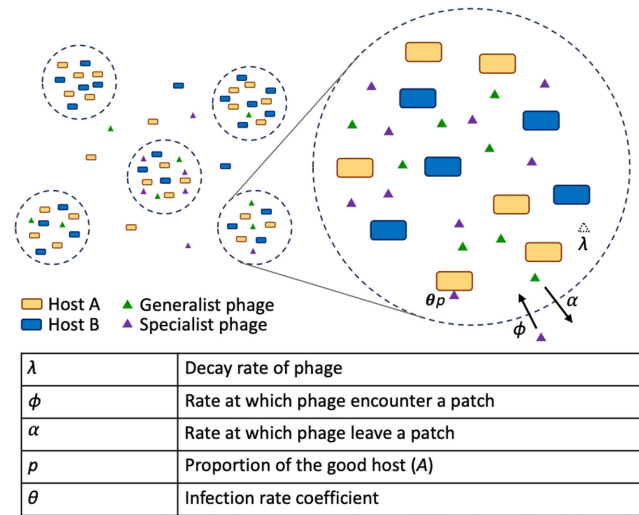 λ
θp
α
ϕ
Host A
Generalist phage
Host B
Specialist phage
λ Decay rate of phage
ϕ Rate at which phage encounter a patch
α Rate at which phage leave a patch
p Proportion of the good host (A)
θ Infection rate coefficient